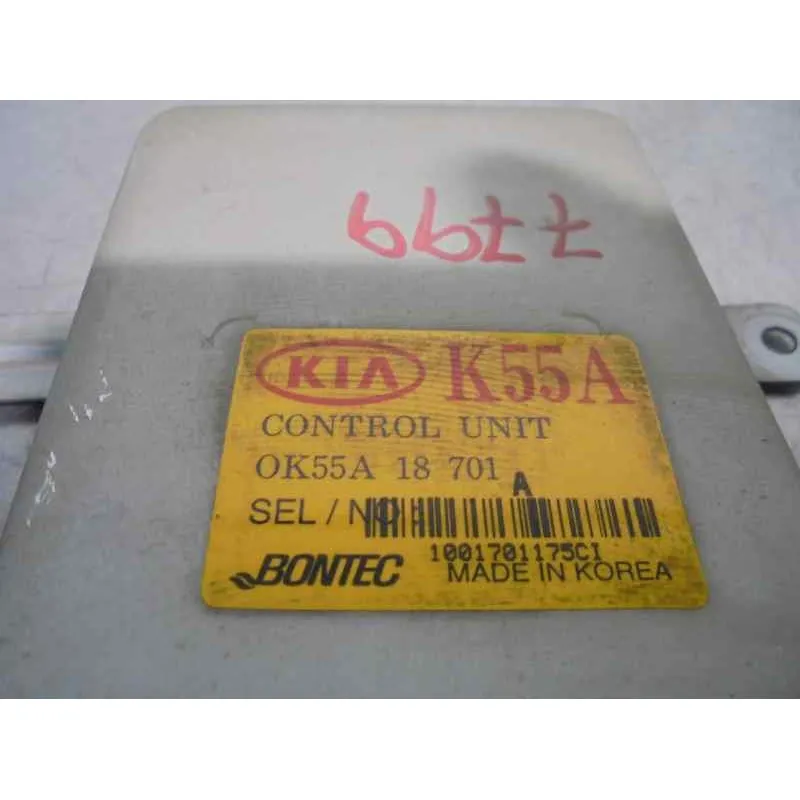 7799
KIA K55A
CONTROL UNIT
OK55A 18 701
A
SEL / NO :
1001701175CI
BONTEC MADE IN KOREA